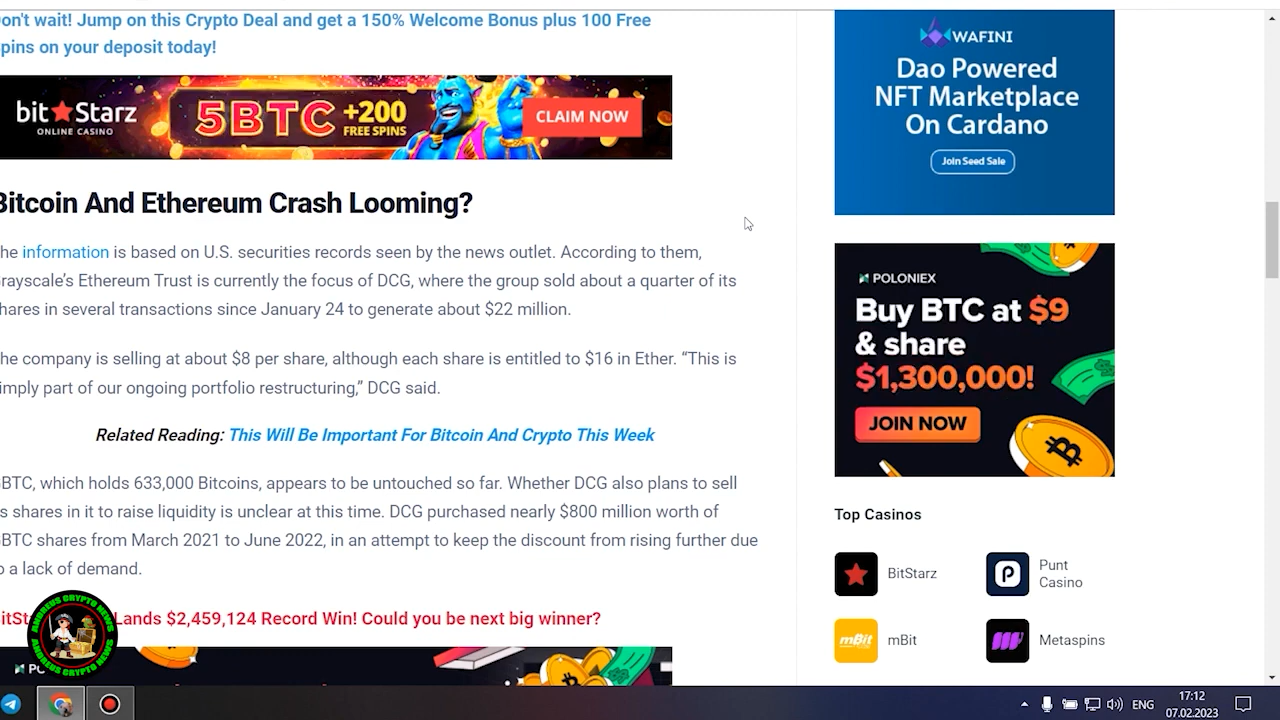 on't wait! Jump on this Crypto Deal and get a 150% Welcome Bonus plus 100 Free
pins on your deposit today!
bit Starz
ONLINE CASINO
5BTC +200
FREE SPINS
CLAIM NOW
Bitcoin And Ethereum Crash Looming?
he information is based on U.S. securities records seen by the news outlet. According to them,
rayscale's Ethereum Trust is currently the focus of DCG, where the group sold about a quarter of its
hares in several transactions since January 24 to generate about $22 million.
he company is selling at about $8 per share, although each share is entitled to $16 in Ether. “This is
imply part of our ongoing portfolio restructuring,” DCG said.
Related Reading: This Will Be Important For Bitcoin And Crypto This Week
BTC, which holds 633,000 Bitcoins, appears to be untouched so far. Whether DCG also plans to sell
s shares in it to raise liquidity is unclear at this time. DCG purchased nearly $800 million worth of
BTC shares from March 2021 to June 2022, in an attempt to keep the discount from rising further due
o a lack of demand.
itSt Lands $2,459,124 Record Win! Could you be next big winner?
ANDREUS CRYPTO NEWS
ANDREUS CRYPTO NEWS
PO
WAFINI
Dao Powered
NFT Marketplace
On Cardano
Join Seed Sale
POLONIEX
Buy BTC at $9
& share
$1,300,000!
JOIN NOW
Top Casinos
BitStarz
Punt
Casino
mBit
mBit
Metaspins
ENG
17:12
07.02.2023